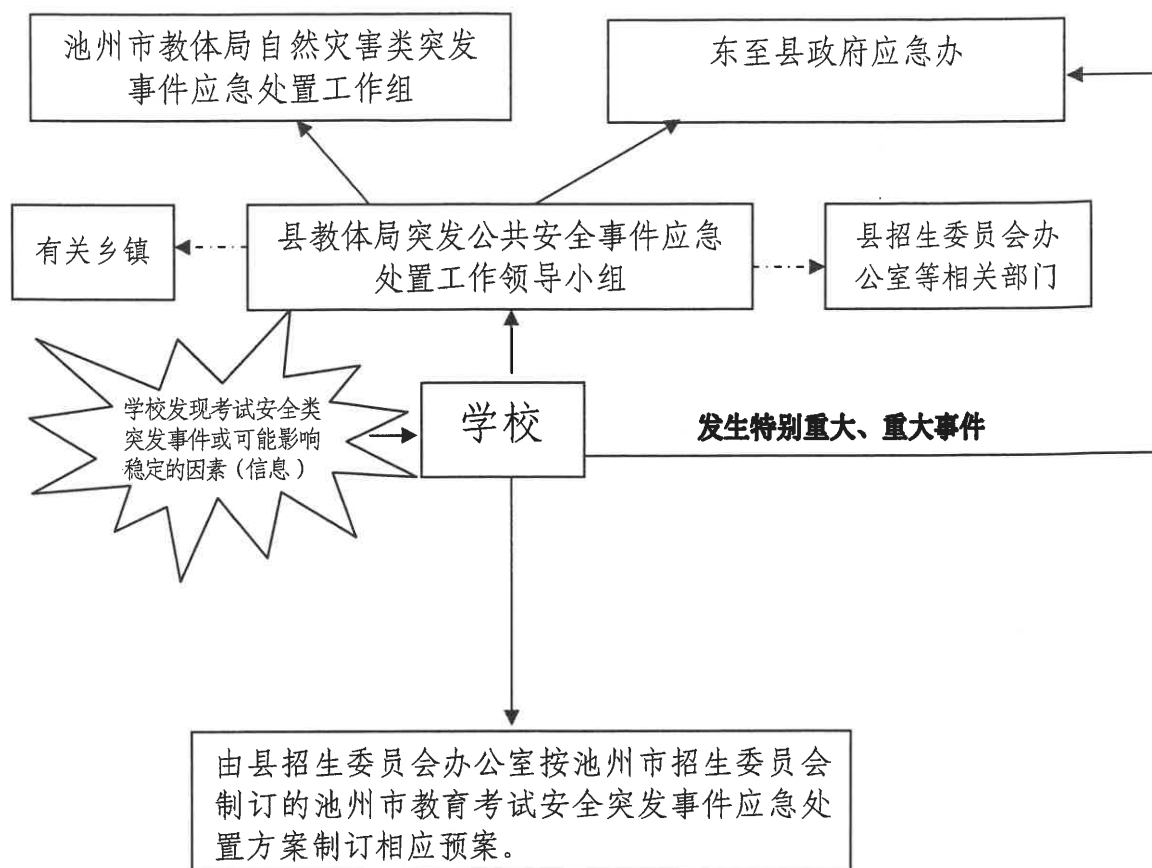 池州市教体局自然灾害类突发
事件应急处置工作组
东至县政府应急办
有关乡镇
县教体局突发公共安全事件应急
处置工作领导小组
县招生委员会办
公室等相关部门
学校发现考试安全类
突发事件或可能影响
稳定的因素（信息）
学校
发生特别重大、重大事件
由县招生委员会办公室按池州市招生委员会
制订的池州市教育考试安全突发事件应急处
置方案制订相应预案。